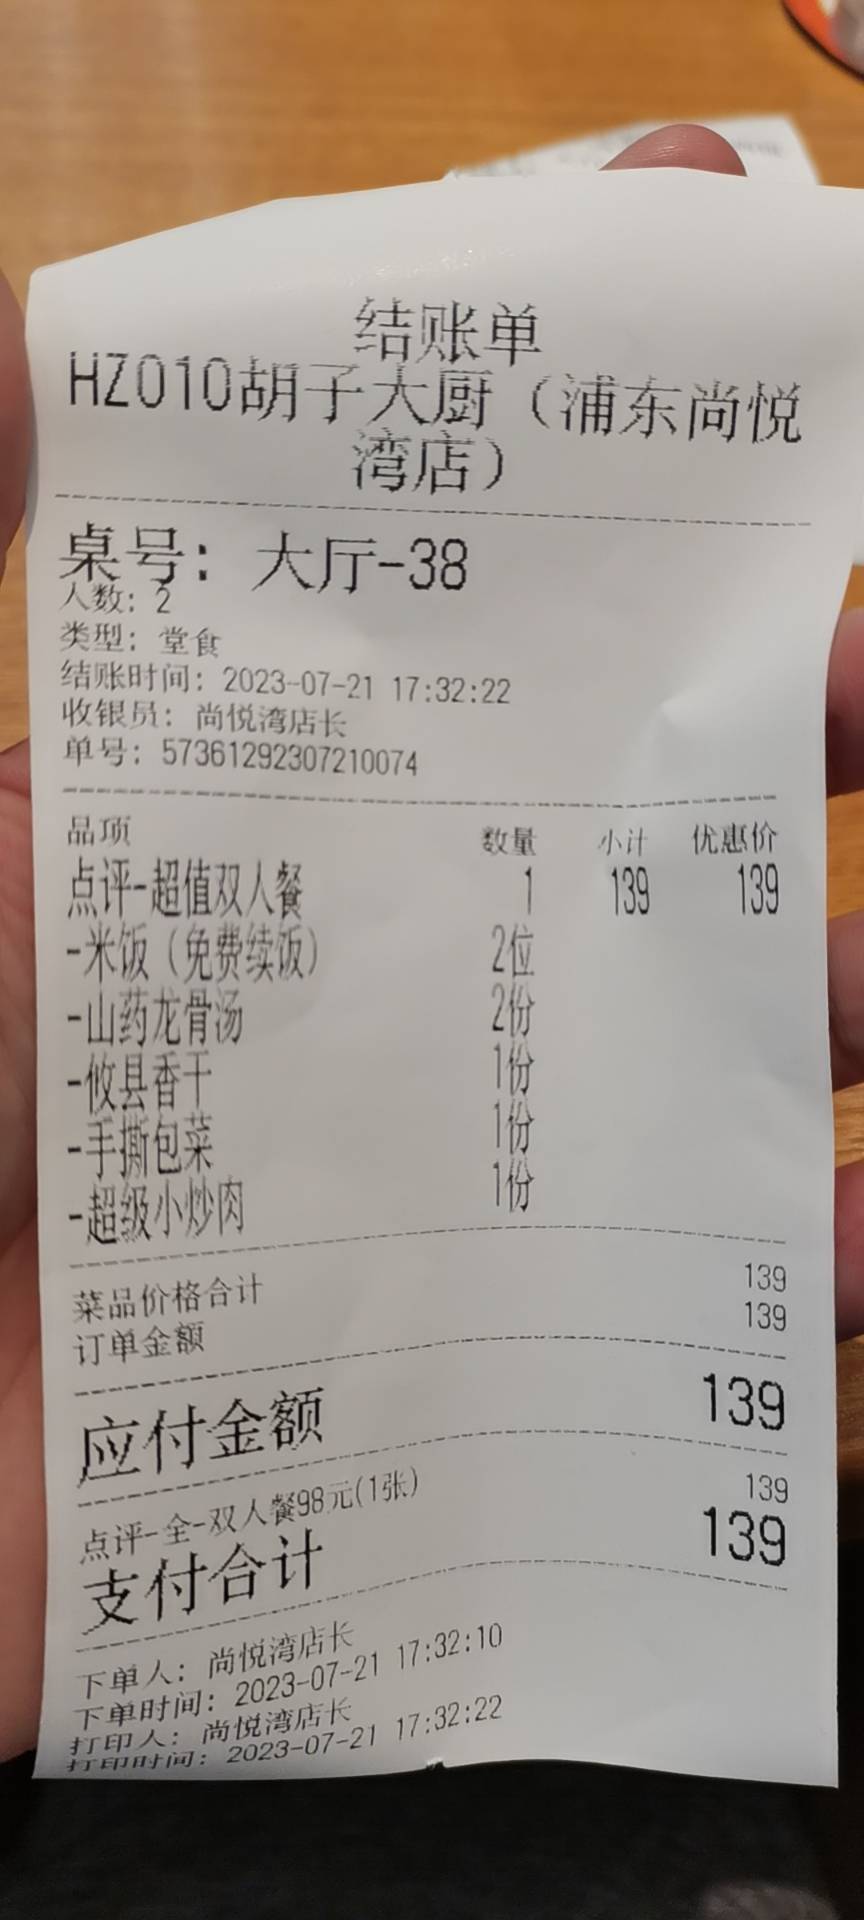 结账单
HZ010胡子大厨（浦东尚悦
湾店）
桌号：大厅-38
人数：2
类型：堂食
结账时间：2023-07-21 17:32:22
收银员：尚悦湾店长
单号：57361292307210074
品项 数量 小计 优惠价
点评-超值双人餐 1 139 139
-米饭（免费续饭） 2位
-山药龙骨汤 2份
-攸县香干 1份
-手撕包菜 1份
-超级小炒肉 1份
菜品价格合计 139
订单金额 139
应付金额 139
点评-全-双人餐98元(1张) 139
支付合计 139
下单人：尚悦湾店长
下单时间：2023-07-21 17:32:10
打印人：尚悦湾店长
打印时间：2023-07-21 17:32:22